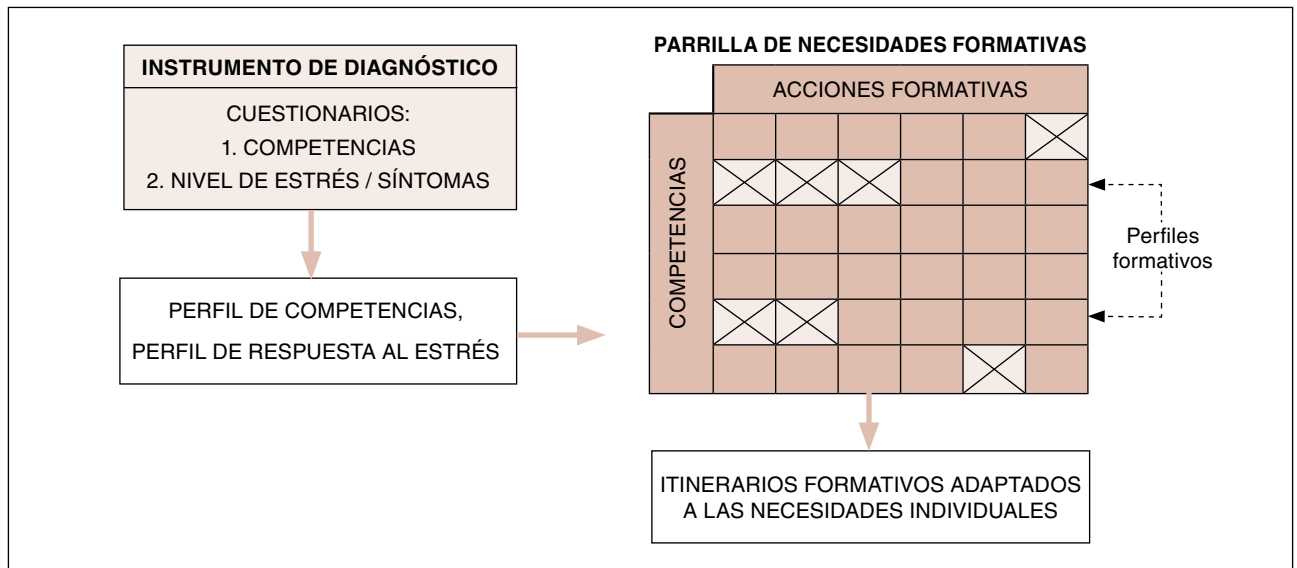 INSTRUMENTO DE DIAGNÓSTICO
CUESTIONARIOS:
1. COMPETENCIAS
2. NIVEL DE ESTRÉS / SÍNTOMAS
PERFIL DE COMPETENCIAS,
PERFIL DE RESPUESTA AL ESTRÉS
PARRILLA DE NECESIDADES FORMATIVAS
ACCIONES FORMATIVAS
COMPETENCIAS
Perfiles
formativos
ITINERARIOS FORMATIVOS ADAPTADOS
A LAS NECESIDADES INDIVIDUALES